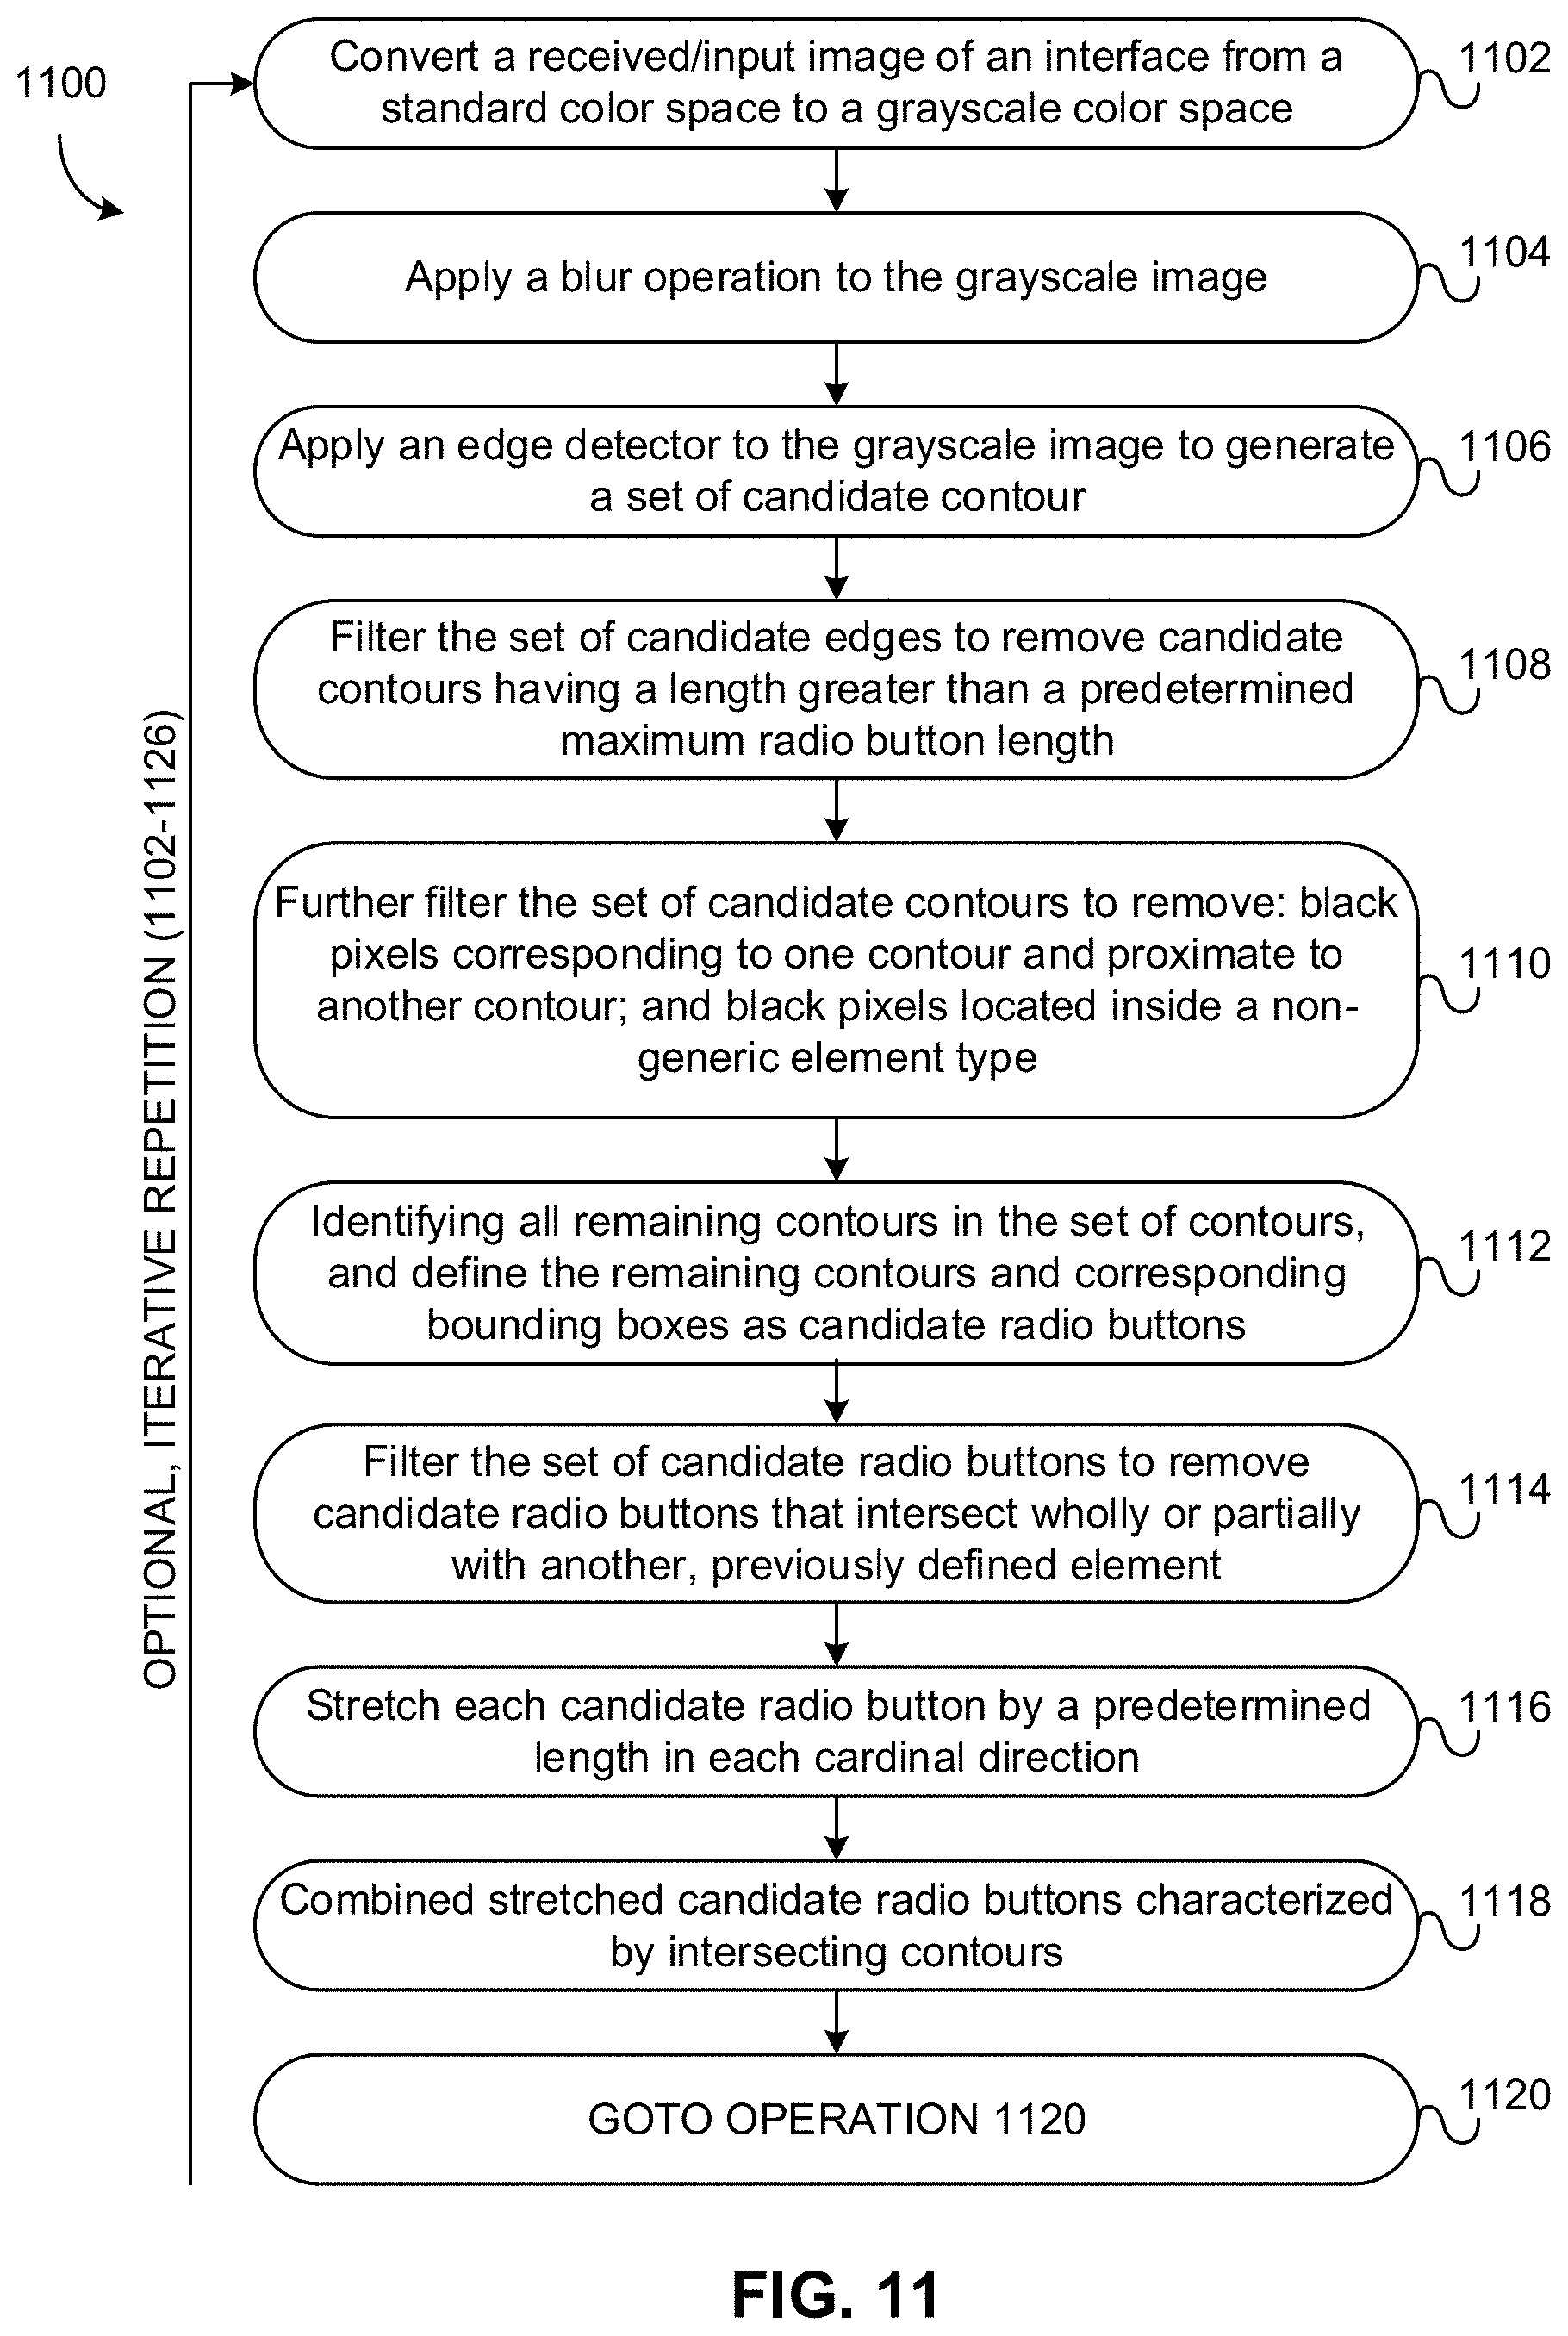 1100
OPTIONAL, ITERATIVE REPETITION (1102-1126)
Convert a received/input image of an interface from a
standard color space to a grayscale color space
1102
Apply a blur operation to the grayscale image
1104
Apply an edge detector to the grayscale image to generate
a set of candidate contour
1106
Filter the set of candidate edges to remove candidate
contours having a length greater than a predetermined
maximum radio button length
1108
Further filter the set of candidate contours to remove: black
pixels corresponding to one contour and proximate to
another contour; and black pixels located inside a non-
generic element type
1110
Identifying all remaining contours in the set of contours,
and define the remaining contours and corresponding
bounding boxes as candidate radio buttons
1112
Filter the set of candidate radio buttons to remove
candidate radio buttons that intersect wholly or partially
with another, previously defined element
1114
Stretch each candidate radio button by a predetermined
length in each cardinal direction
1116
Combined stretched candidate radio buttons characterized
by intersecting contours
1118
GOTO OPERATION 1120
1120
FIG. 11